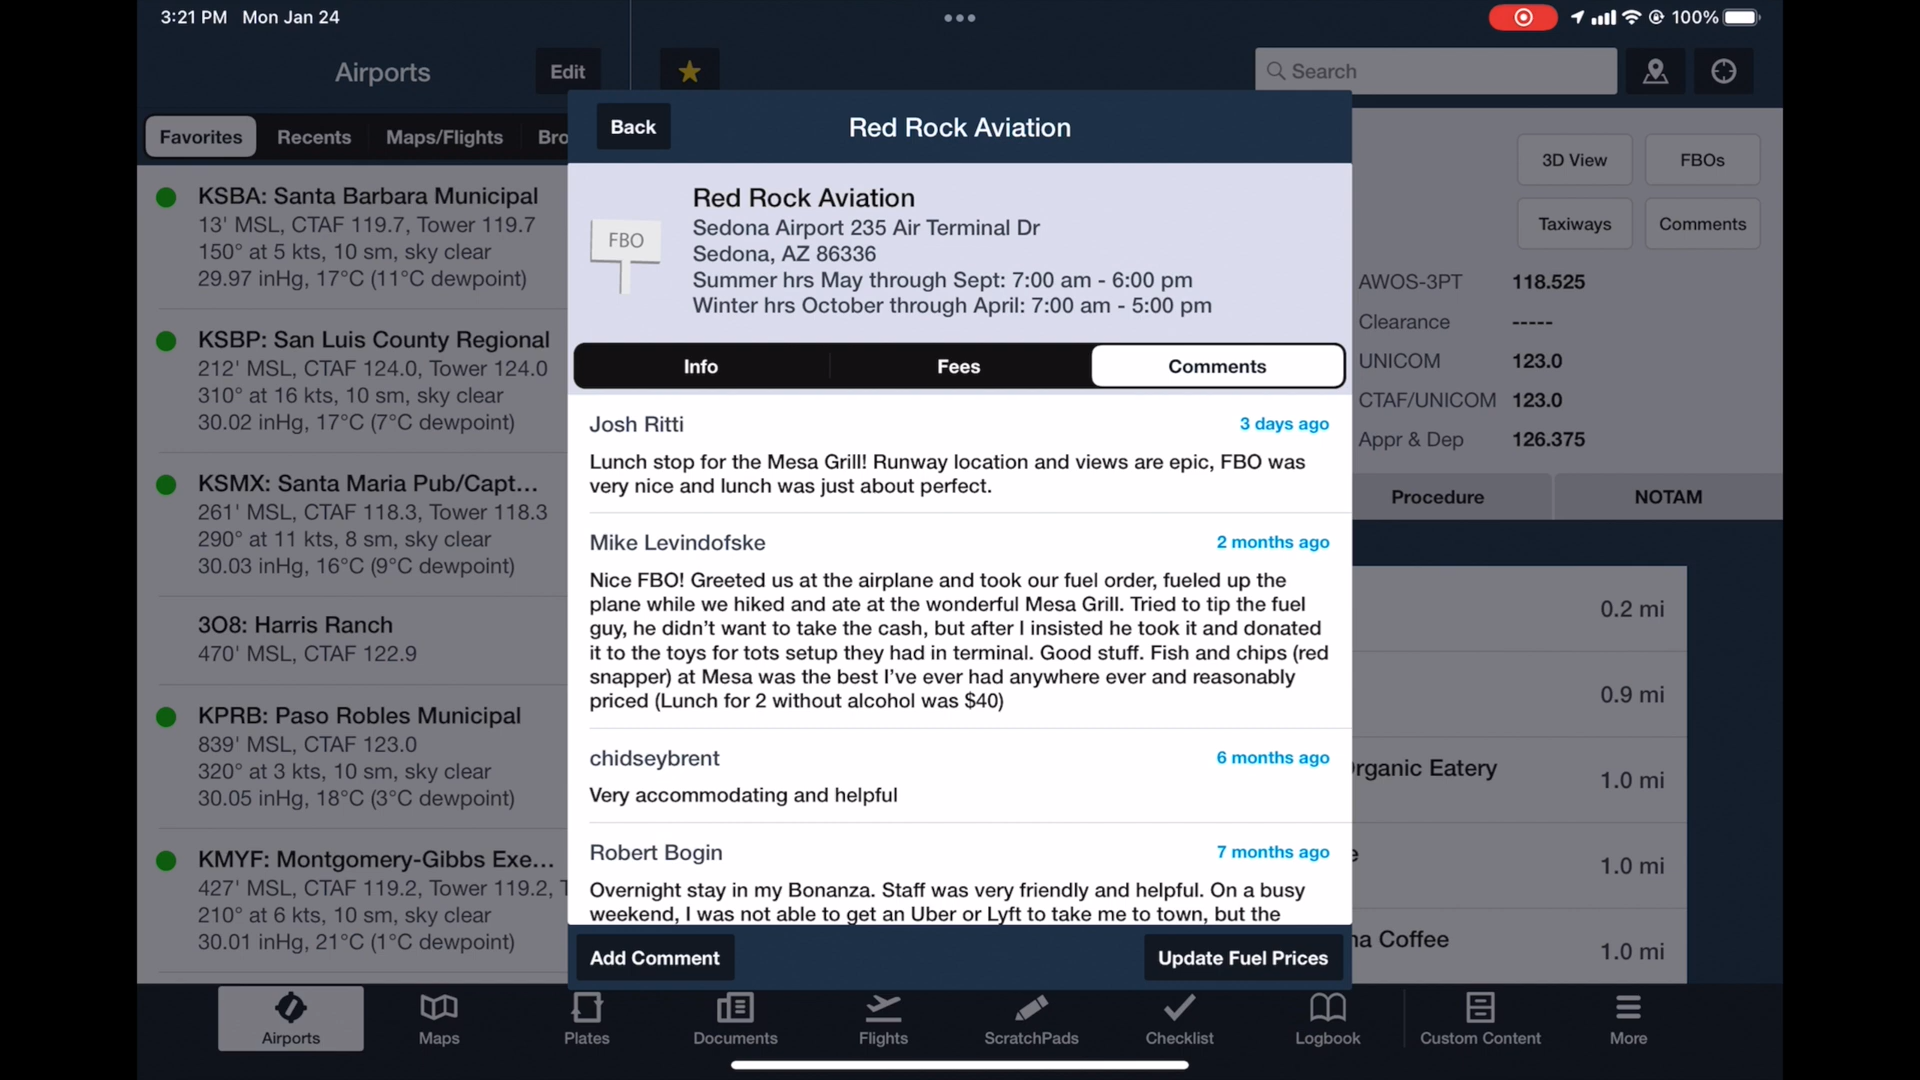 3:21 PM Mon Jan 24
100%
Airports
Edit
Search
Favorites
Recents
Maps/Flights
Bro
KSBA: Santa Barbara Municipal
13' MSL, CTAF 119.7, Tower 119.7
150° at 5 kts, 10 sm, sky clear
29.97 inHg, 17°C (11°C dewpoint)
KSBP: San Luis County Regional
212' MSL, CTAF 124.0, Tower 124.0
310° at 16 kts, 10 sm, sky clear
30.02 inHg, 17°C (7°C dewpoint)
KSMX: Santa Maria Pub/Capt...
261' MSL, CTAF 118.3, Tower 118.3
290° at 11 kts, 8 sm, sky clear
30.03 inHg, 16°C (9°C dewpoint)
3O8: Harris Ranch
470' MSL, CTAF 122.9
KPRB: Paso Robles Municipal
839' MSL, CTAF 123.0
320° at 3 kts, 10 sm, sky clear
30.05 inHg, 18°C (3°C dewpoint)
KMYF: Montgomery-Gibbs Exe...
427' MSL, CTAF 119.2, Tower 119.2,
210° at 6 kts, 10 sm, sky clear
30.01 inHg, 21°C (1°C dewpoint)
Back
Red Rock Aviation
FBO
Red Rock Aviation
Sedona Airport 235 Air Terminal Dr
Sedona, AZ 86336
Summer hrs May through Sept: 7:00 am - 6:00 pm
Winter hrs October through April: 7:00 am - 5:00 pm
Info
Fees
Comments
Josh Ritti
3 days ago
Lunch stop for the Mesa Grill! Runway location and views are epic, FBO was
very nice and lunch was just about perfect.
Mike Levindofske
2 months ago
Nice FBO! Greeted us at the airplane and took our fuel order, fueled up the
plane while we hiked and ate at the wonderful Mesa Grill. Tried to tip the fuel
guy, he didn't want to take the cash, but after I insisted he took it and donated
it to the toys for tots setup they had in terminal. Good stuff. Fish and chips (red
snapper) at Mesa was the best I've ever had anywhere ever and reasonably
priced (Lunch for 2 without alcohol was $40)
chidseybrent
6 months ago
Very accommodating and helpful
Robert Bogin
7 months ago
Overnight stay in my Bonanza. Staff was very friendly and helpful. On a busy
weekend, I was not able to get an Uber or Lyft to take me to town, but the
Add Comment
Update Fuel Prices
3D View
FBOs
Taxiways
Comments
AWOS-3PT 118.525
Clearance -----
UNICOM 123.0
CTAF/UNICOM 123.0
Appr & Dep 126.375
Procedure
NOTAM
0.2 mi
0.9 mi
rganic Eatery
1.0 mi
e
1.0 mi
na Coffee
1.0 mi
Airports
Maps
Plates
Documents
Flights
ScratchPads
Checklist
Logbook
Custom Content
More